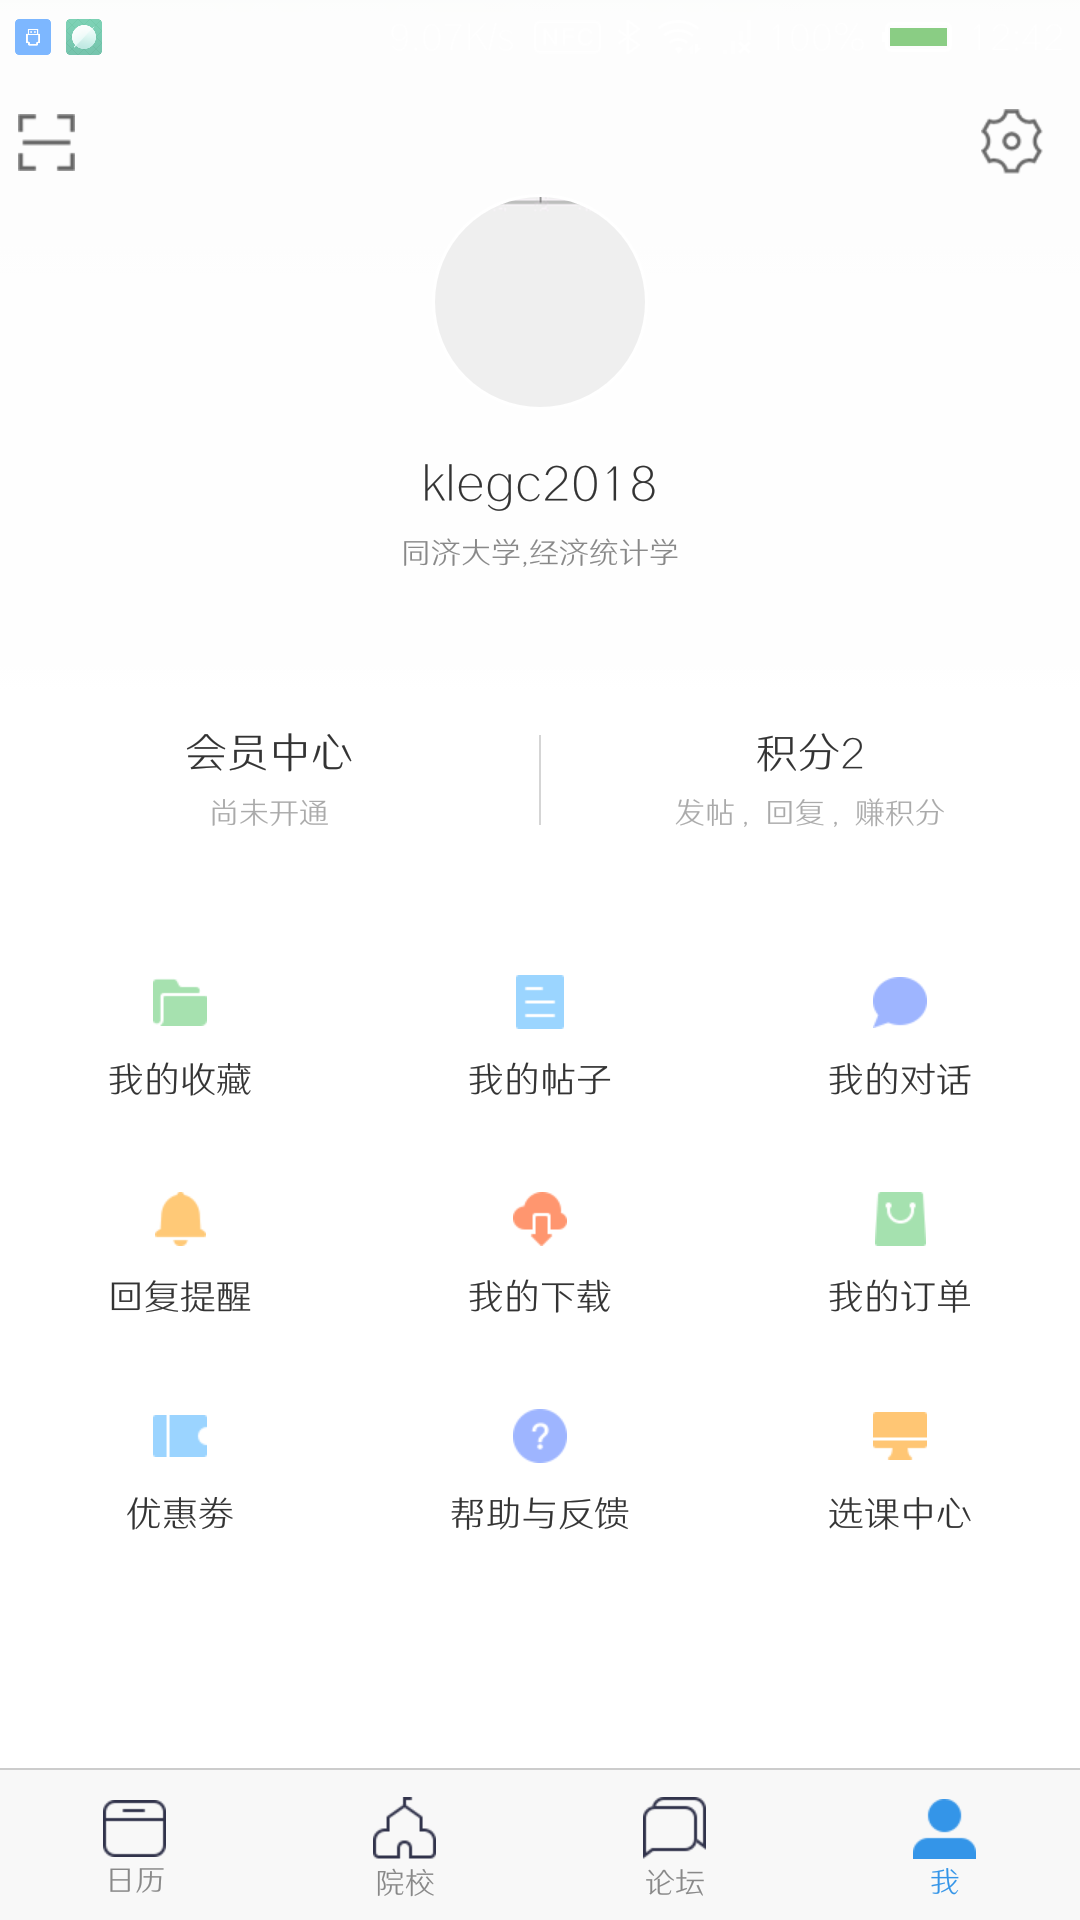 klegc2018
同济大学,经济统计学
会员中心
积分2
尚未开通
发帖，回复，赚积分
我的收藏
我的帖子
我的对话
回复提醒
我的下载
我的订单
优惠券
?
帮助与反馈
选课中心
日历
院校
论坛
我